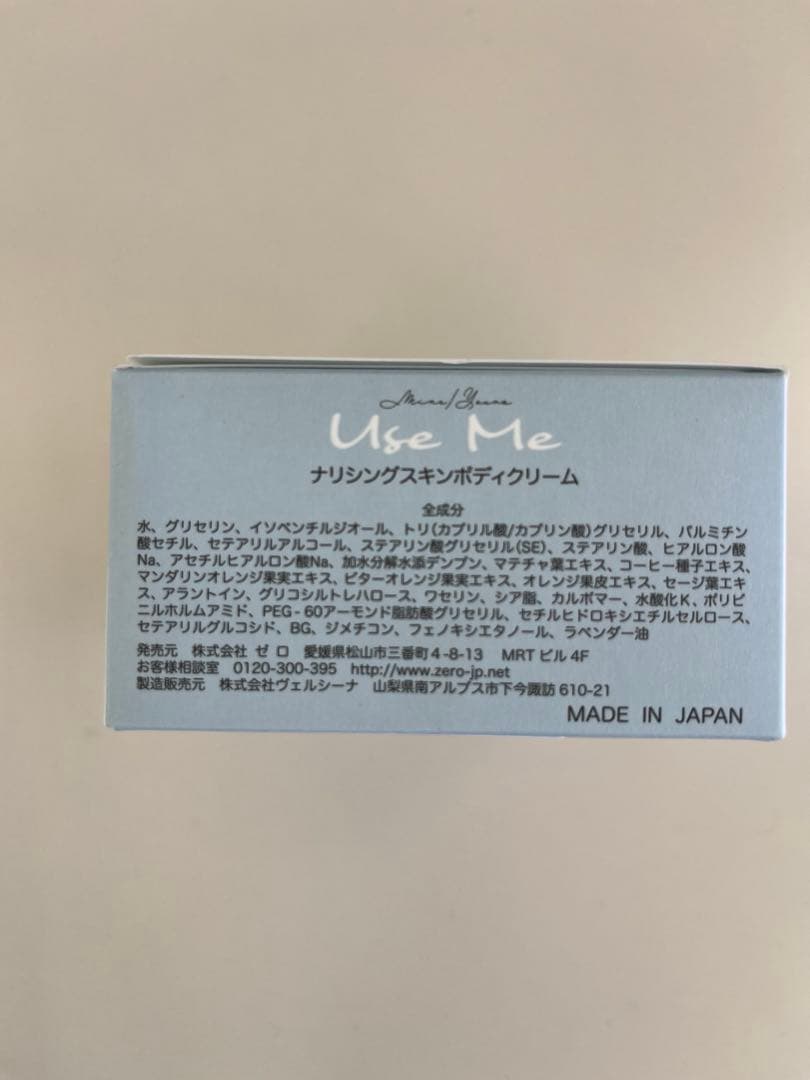 Mine/Yours
Use Me
ナリシングスキンボディクリーム
全成分
水、グリセリン、イソペンチルジオール、トリ(カプリル酸/カプリン酸)グリセリル、パルミチン
酸セチル、セテアリルアルコール、ステアリン酸グリセリル(SE)、ステアリン酸、ヒアルロン酸
Na、アセチルヒアルロン酸Na、加水分解水添デンプン、マテチャ葉エキス、コーヒー種子エキス、
マンダリンオレンジ果実エキス、ビターオレンジ果実エキス、オレンジ果皮エキス、セージ葉エキ
ス、アラントイン、グリコシルトレハロース、ワセリン、シア脂、カルボマー、水酸化K、ポリビ
ニルホルムアミド、PEG-60アーモンド脂肪酸グリセリル、セチルヒドロキシエチルセルロース、
セテアリルグルコシド、BG、ジメチコン、フェノキシエタノール、ラベンダー油
発売元 株式会社 ゼロ 愛媛県松山市三番町4-8-13 MRTビル4F
お客様相談室 0120-300-395 http://www.zero-jp.net
製造販売元 株式会社ヴェルシーナ 山梨県南アルプス市下今諏訪610-21
MADE IN JAPAN